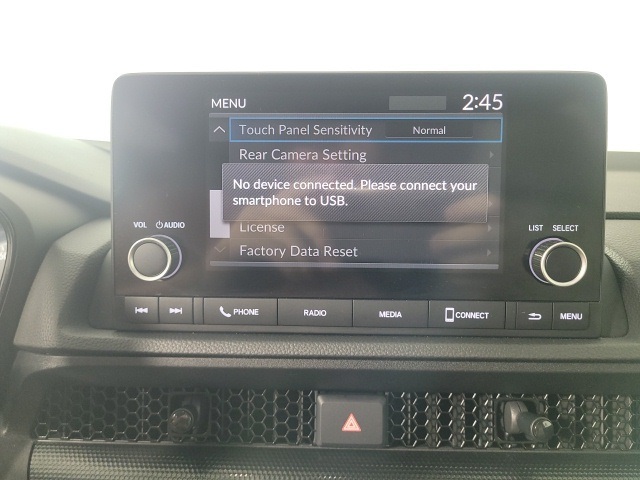 MENU 2:45
Touch Panel Sensitivity Normal
Rear Camera Setting
No device connected. Please connect your
smartphone to USB.
License
Factory Data Reset
VOL AUDIO LIST SELECT
PHONE RADIO MEDIA CONNECT MENU